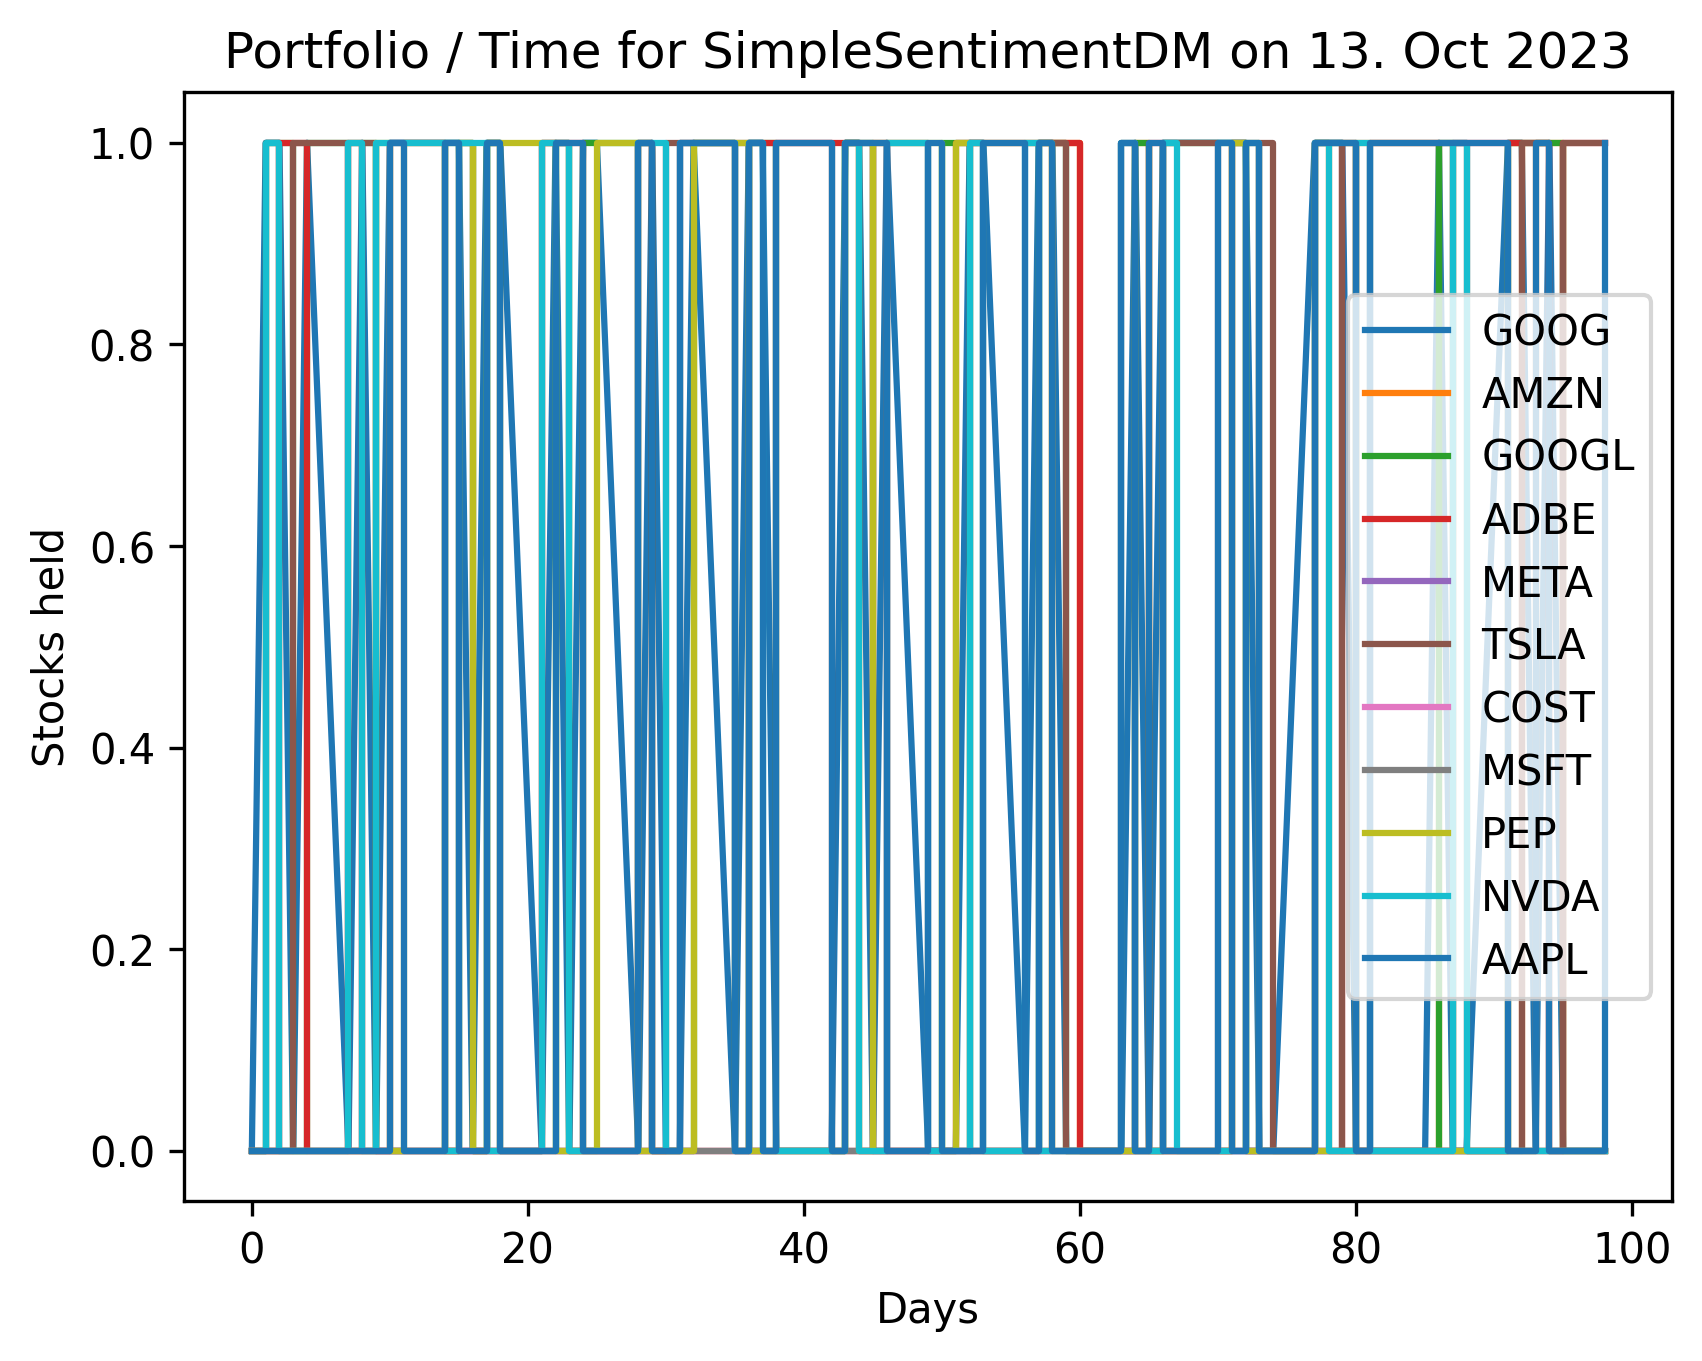 Portfolio / Time for SimpleSentimentDM on 13. Oct 2023
1.0
0.8
0.6
0.4
0.2
0.0
Stocks held
GOOG
AMZN
GOOGL
ADBE
META
TSLA
COST
MSFT
PEP
NVDA
AAPL
0 20 40 60 80 100
Days